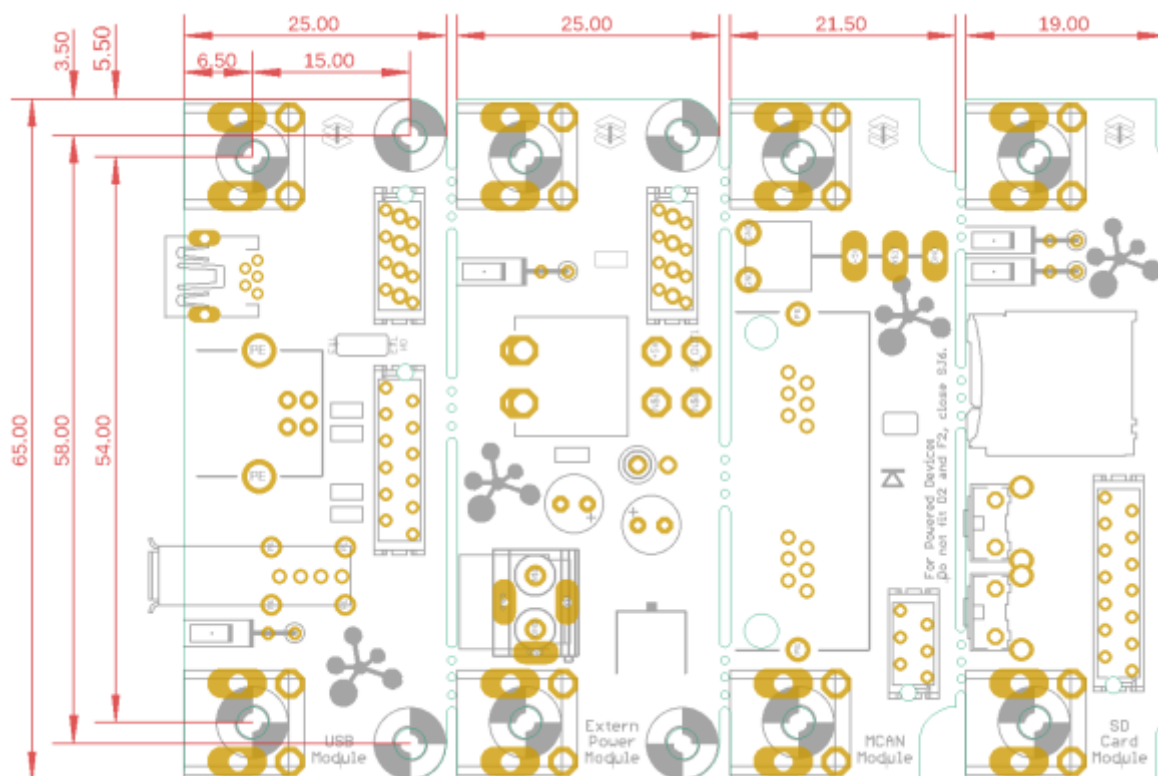 25.00
25.00
21.50
19.00
3.50
5.50
6.50
15.00
65.00
58.00
54.00
PE
PE
For Powered Devices
Do not fit D2 and F2, close SJ6.
USB
Module
Extern
Power
Module
MCAN
Module
SD
Card
Module